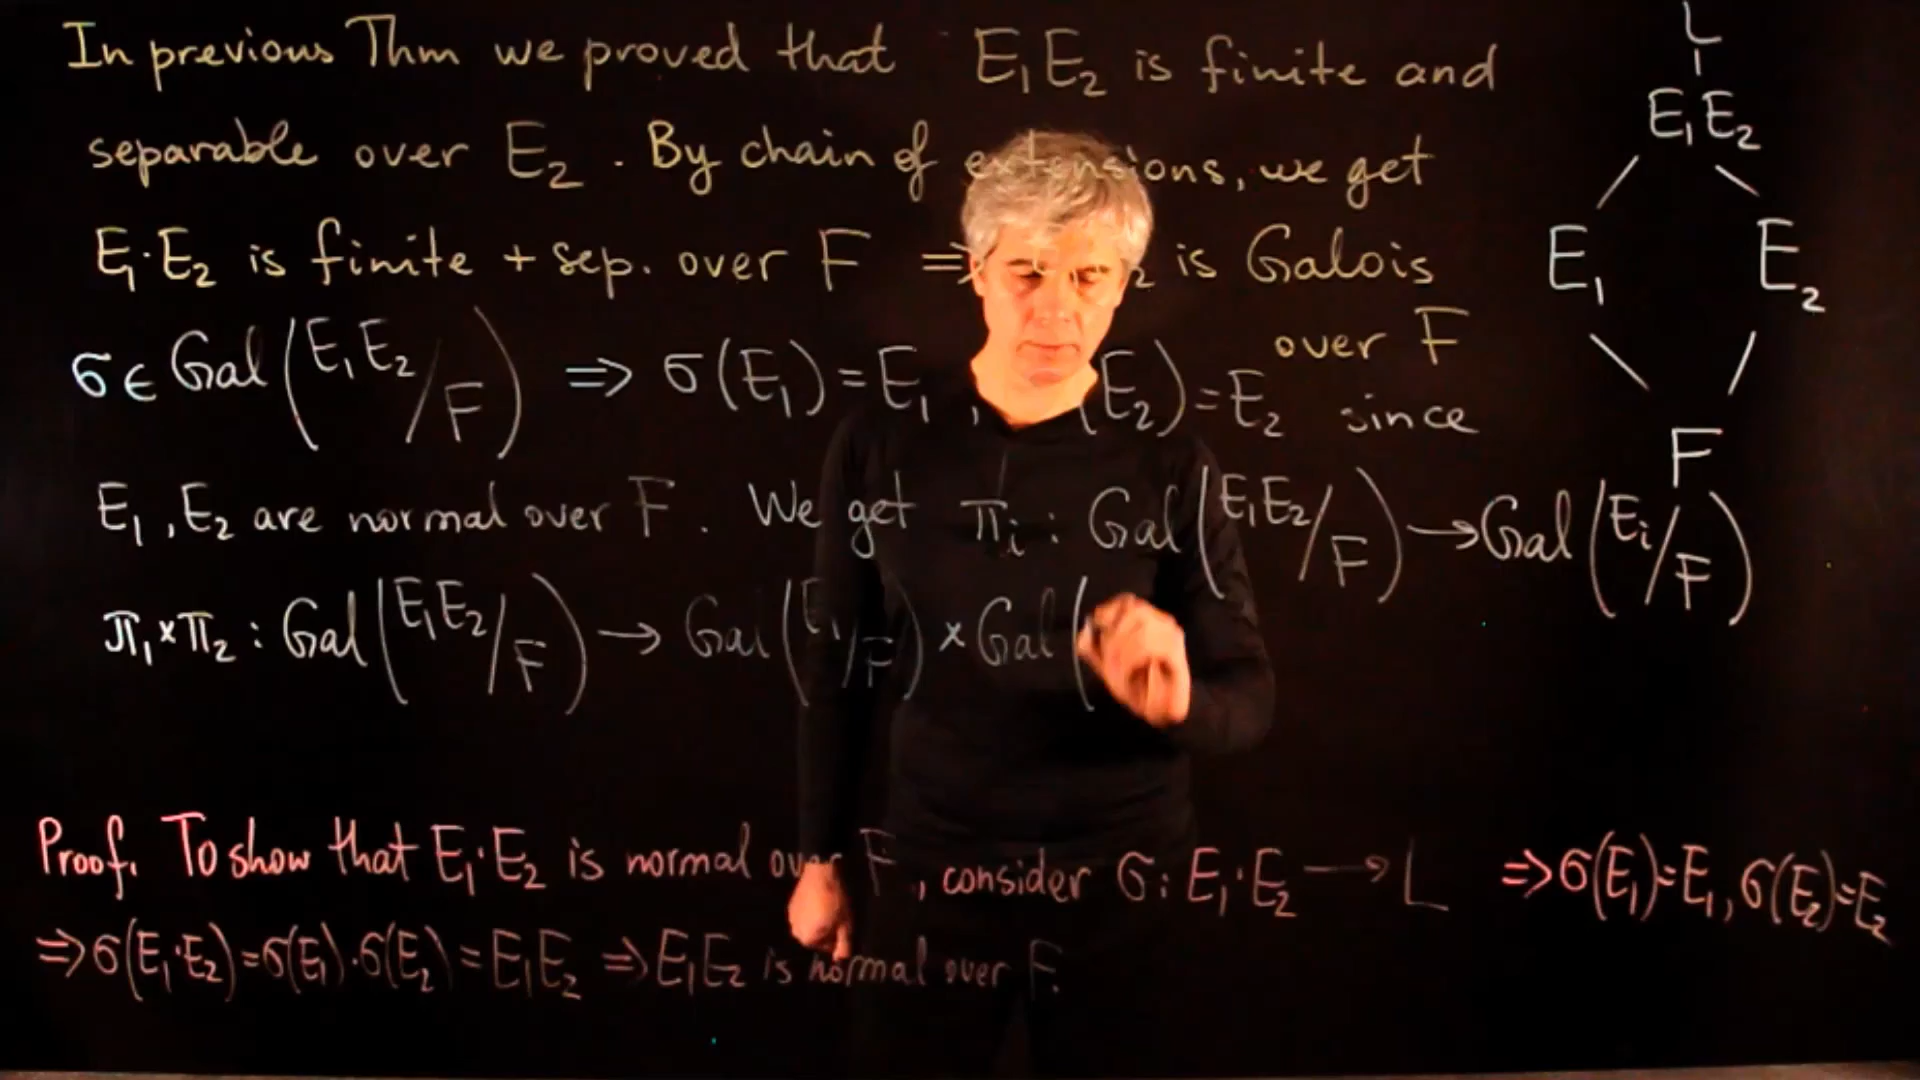 In previous Thm we proved that E₁E₂ is finite and
separable over E₂. By chain of extensions, we get
E₁·E₂ is finite + sep. over F ⇒ ₂ is Galois
over F
σ ∈ Gal(E₁E₂/F) ⇒ σ(E₁)=E₁, (E₂)=E₂ since
E₁, E₂ are normal over F. We get πᵢ: Gal(E₁E₂/F) → Gal(Eᵢ/F)
π₁×π₂: Gal(E₁E₂/F) → Gal(E₁/F) × Gal(
Proof. To show that E₁·E₂ is normal over F, consider σ: E₁·E₂ → L ⇒ σ(E₁)=E₁, σ(E₂)=E₂
⇒ σ(E₁·E₂)=σ(E₁)·σ(E₂)=E₁E₂ ⇒ E₁E₂ is normal over F.
L
E₁E₂
E₁ E₂
F